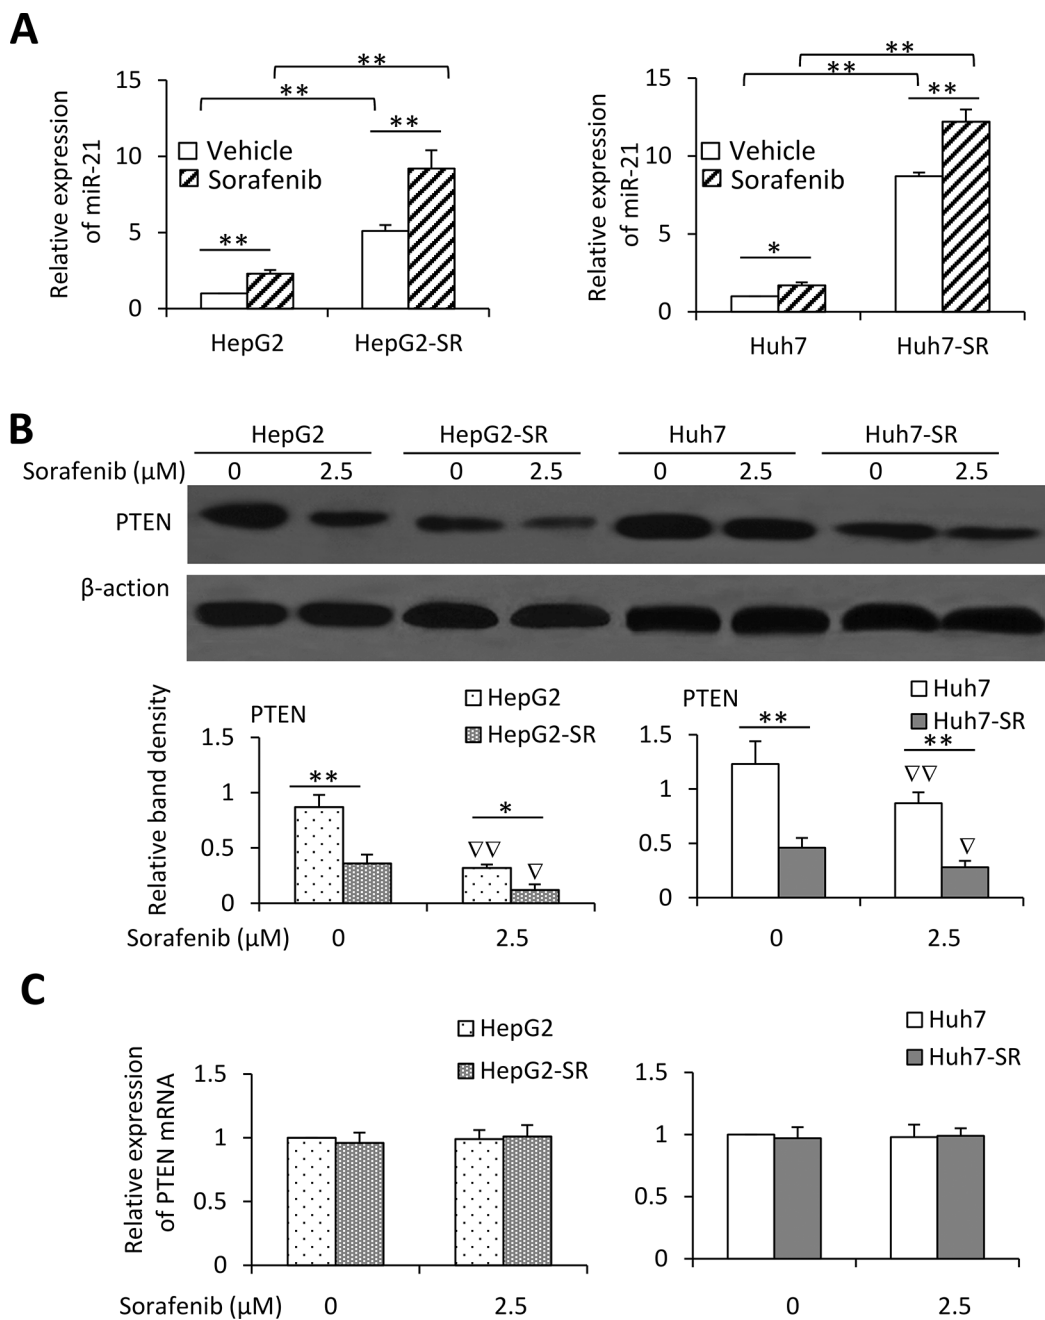 A
** **
** **
** **
15 15
Relative expression of miR-21
Relative expression of miR-21
Vehicle Vehicle
Sorafenib Sorafenib
10 10
5 5
** *
0 0
HepG2 HepG2-SR Huh7 Huh7-SR
B
HepG2 HepG2-SR Huh7 Huh7-SR
Sorafenib (μM) 0 2.5 0 2.5 0 2.5 0 2.5
PTEN
β-action
Relative band density
PTEN
HepG2
HepG2-SR
1.5
**
1
*
0.5
▽▽ ▽
0
Sorafenib (μM) 0 2.5
PTEN
Huh7
Huh7-SR
** **
1.5
▽▽
1
0.5
▽
0
0 2.5
C
Relative expression
of PTEN mRNA
HepG2
HepG2-SR
1.5
1
0.5
0
Sorafenib (μM) 0 2.5
Huh7
Huh7-SR
1.5
1
0.5
0
0 2.5